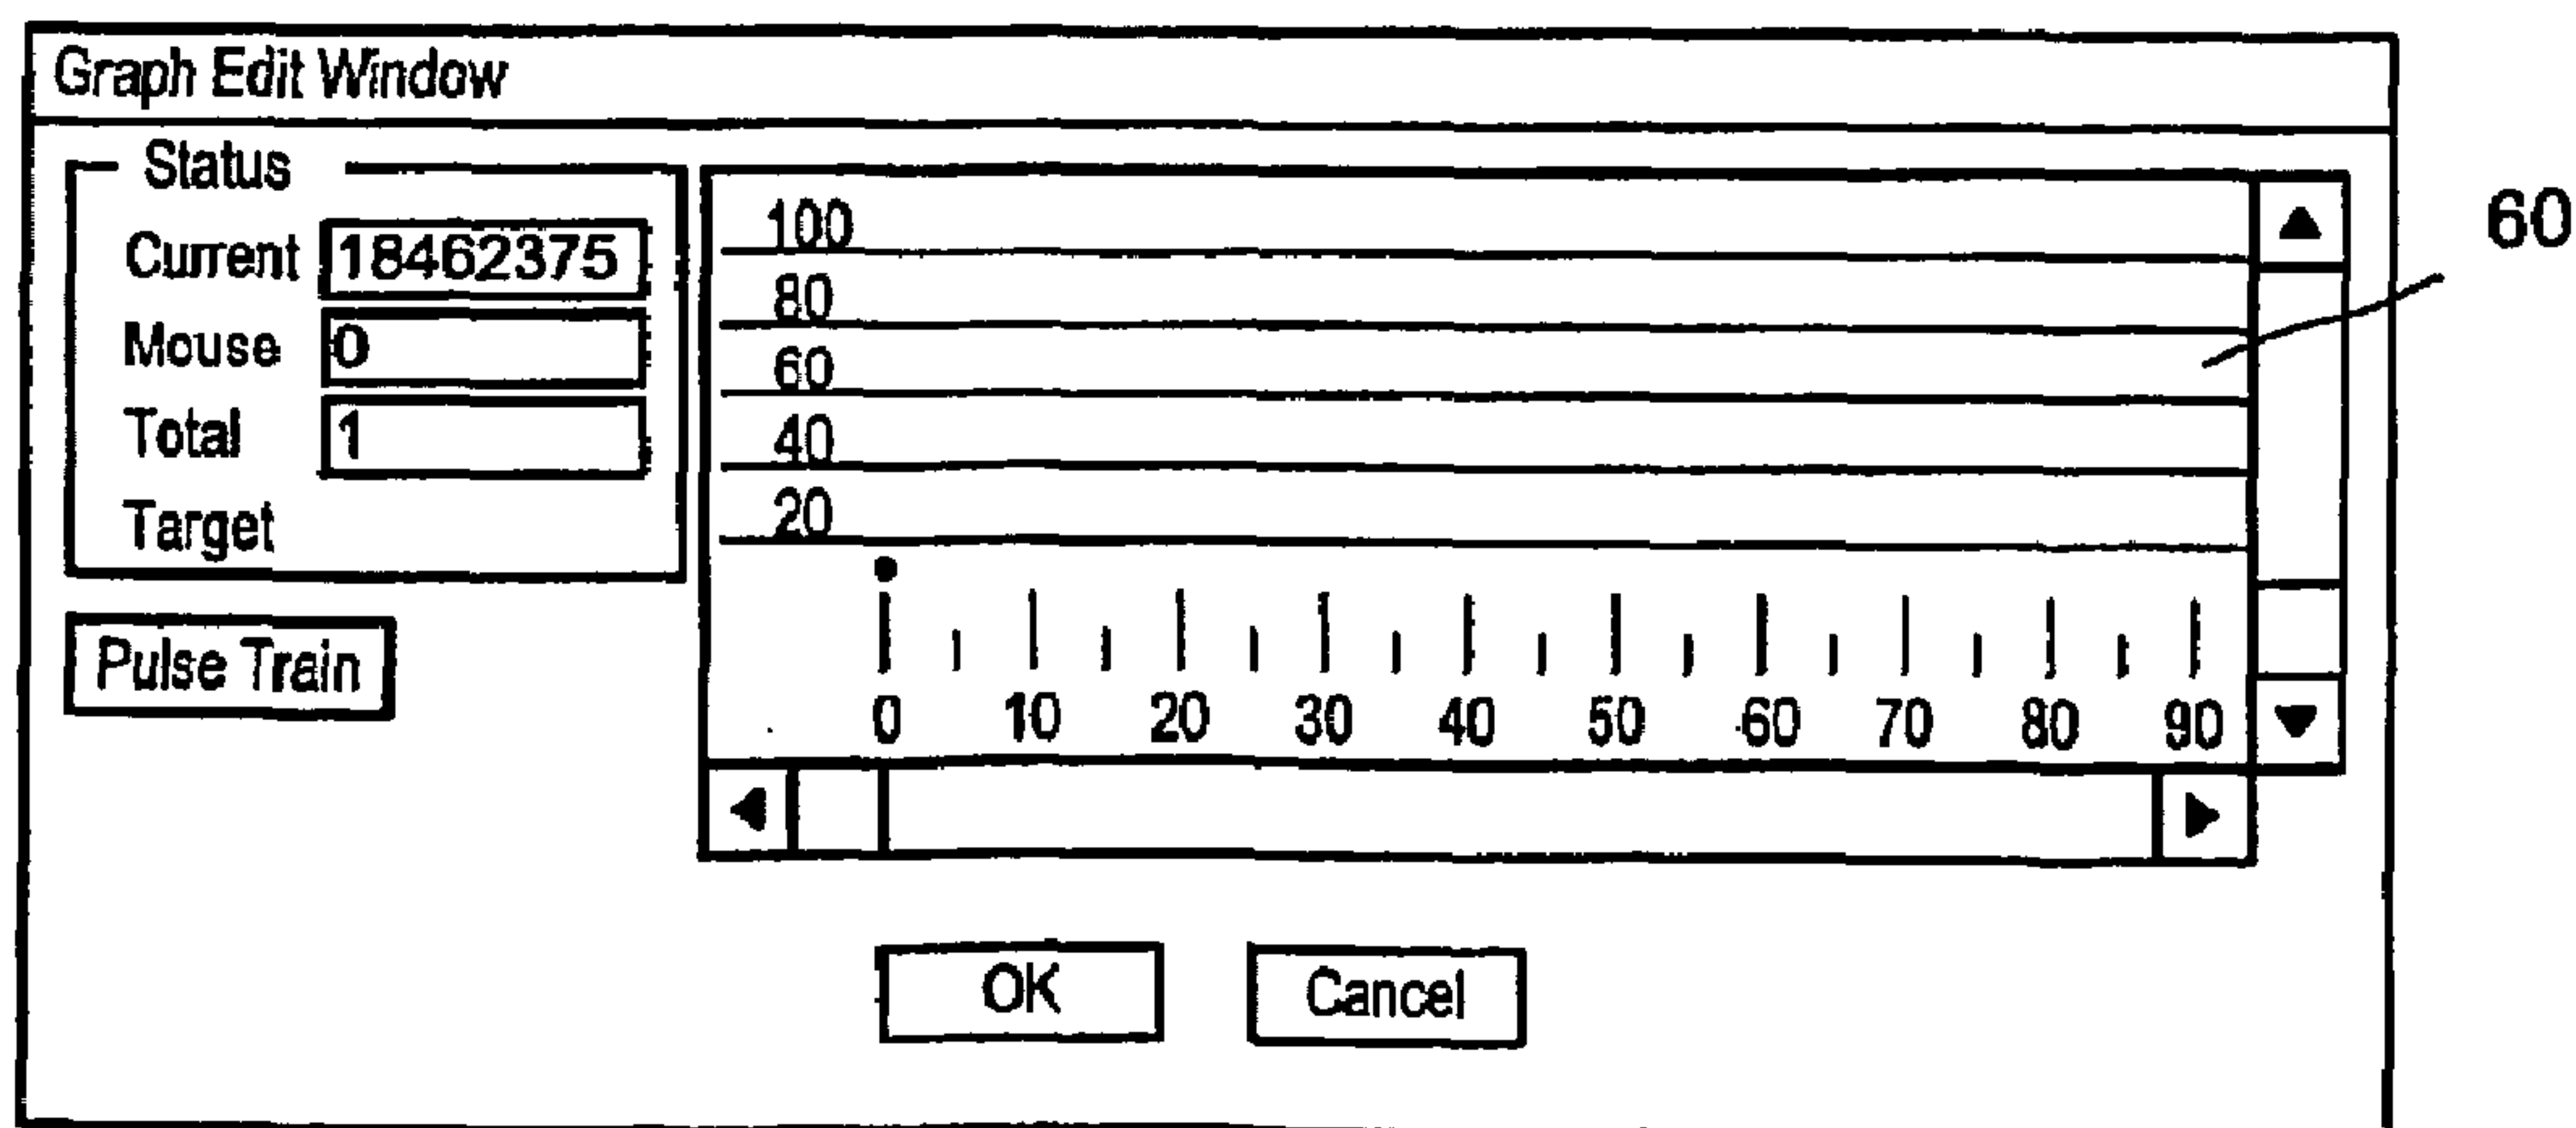 Graph Edit Window
Status
Current 18462375
Mouse 0
Total 1
Target
Pulse Train
100
80
60
40
20
0 10 20 30 40 50 60 70 80 90
OK Cancel
60